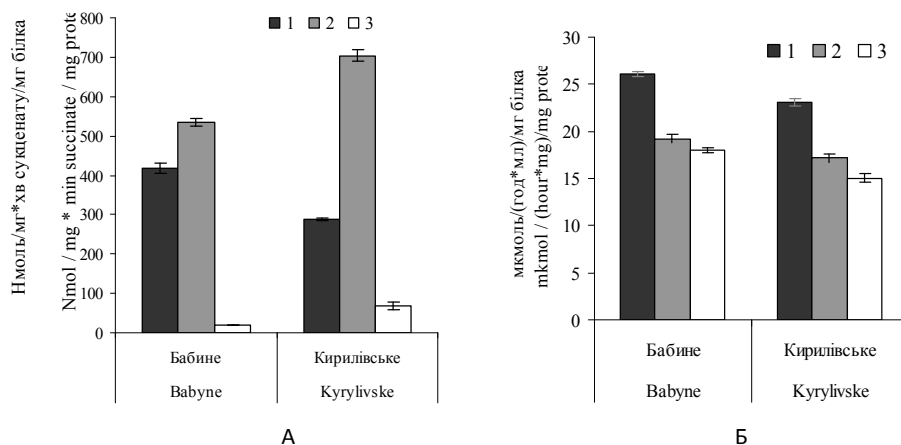 Нмоль/мг*хв сукценату/мг білка
Nmol / mg * min succinate / mg prote
800
700
600
500
400
300
200
100
0
1 2 3
Бабине Кирилівське
Babyne Kyrylivske
А
мкмоль/(год*мл)/мг білка
mkmol / (hour*mg)/mg prote
30
25
20
15
10
5
0
1 2 3
Бабине Кирилівське
Babyne Kyrylivske
Б